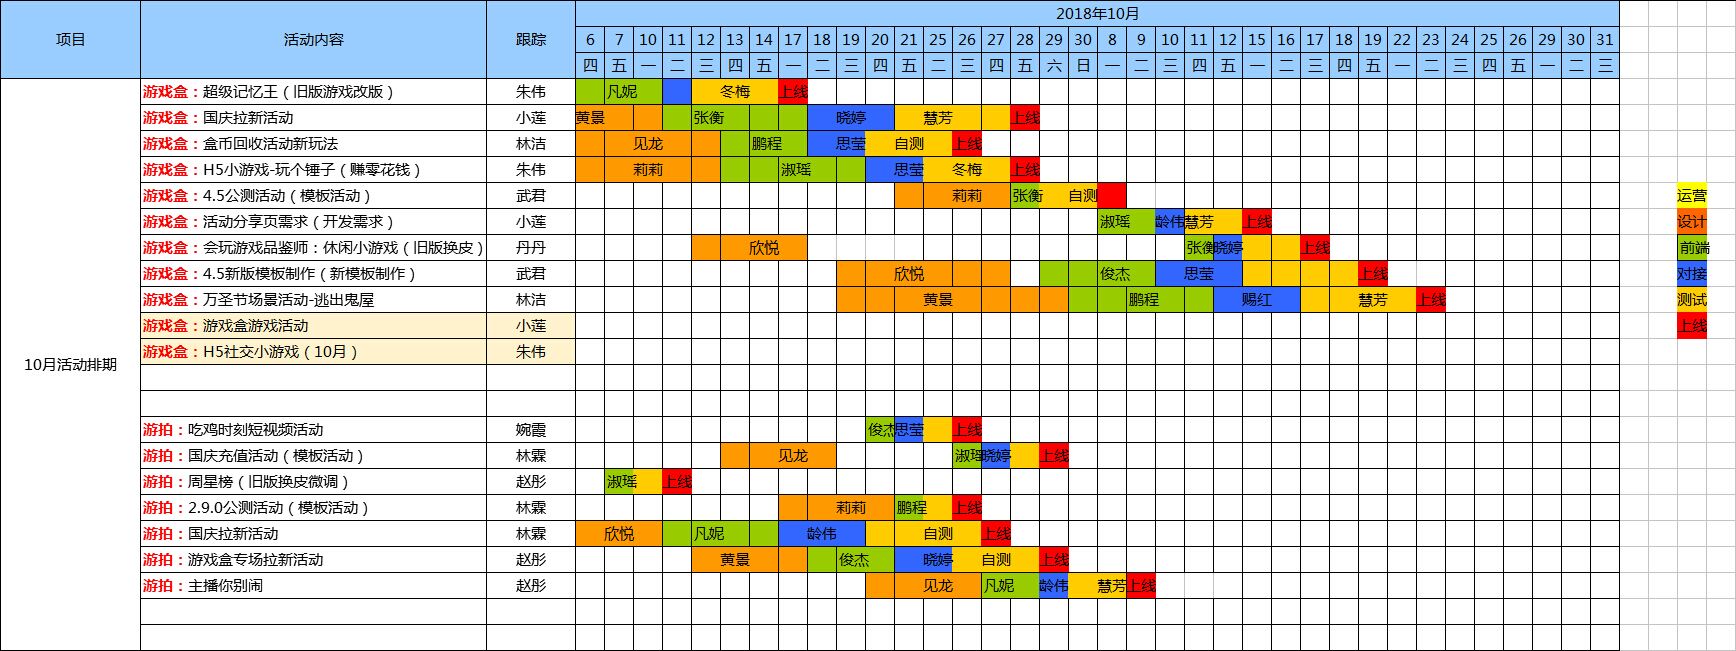 项目 活动内容 跟踪 2018年10月
6 7 10 11 12 13 14 17 18 19 20 21 25 26 27 28 29 30 8 9 10 11 12 15 16 17 18 19 22 23 24 25 26 29 30 31
四 五 一 二 三 四 五 一 二 三 四 五 二 三 四 五 六 日 一 二 三 四 五 一 二 三 四 五 一 二 三 四 五 一 二 三
10月活动排期
游戏盒：超级记忆王（旧版游戏改版） 朱伟 凡妮 冬梅 上线
游戏盒：国庆拉新活动 小莲 黄景 张衡 晓婷 慧芳 上线
游戏盒：盒币回收活动新玩法 林洁 见龙 鹏程 思莹 自测 上线
游戏盒：H5小游戏-玩个锤子（赚零花钱） 朱伟 莉莉 淑瑶 思莹 冬梅 上线
游戏盒：4.5公测活动（模板活动） 武君 莉莉 张衡 自测 运营
游戏盒：活动分享页需求（开发需求） 小莲 淑瑶 龄伟 慧芳 上线 设计
游戏盒：会玩游戏品鉴师：休闲小游戏（旧版换皮） 丹丹 欣悦 张衡 晓婷 上线 前端
游戏盒：4.5新版模板制作（新模板制作） 武君 欣悦 俊杰 思莹 上线 对接
游戏盒：万圣节场景活动-逃出鬼屋 林洁 黄景 鹏程 赐红 慧芳 上线 测试
游戏盒：游戏盒游戏活动 小莲 上线
游戏盒：H5社交小游戏（10月） 朱伟
游拍：吃鸡时刻短视频活动 婉霞 俊杰 思莹 上线
游拍：国庆充值活动（模板活动） 林霖 见龙 淑瑶 晓婷 上线
游拍：周星榜（旧版换皮微调） 赵彤 淑瑶 上线
游拍：2.9.0公测活动（模板活动） 林霖 莉莉 鹏程 上线
游拍：国庆拉新活动 林霖 欣悦 凡妮 龄伟 自测 上线
游拍：游戏盒专场拉新活动 赵彤 黄景 俊杰 晓婷 自测 上线
游拍：主播你别闹 赵彤 见龙 凡妮 龄伟 慧芳 上线